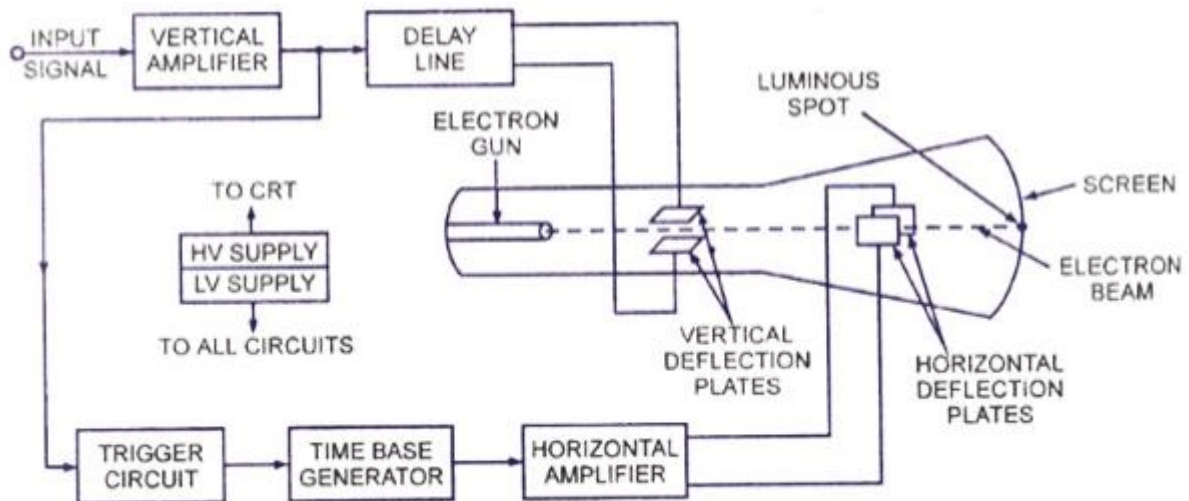 INPUT
SIGNAL
VERTICAL
AMPLIFIER
DELAY
LINE
LUMINOUS
SPOT
ELECTRON
GUN
SCREEN
TO CRT
HV SUPPLY
LV SUPPLY
TO ALL CIRCUITS
ELECTRON
BEAM
VERTICAL
DEFLECTION
PLATES
HORIZONTAL
DEFLECTION
PLATES
TRIGGER
CIRCUIT
TIME BASE
GENERATOR
HORIZONTAL
AMPLIFIER